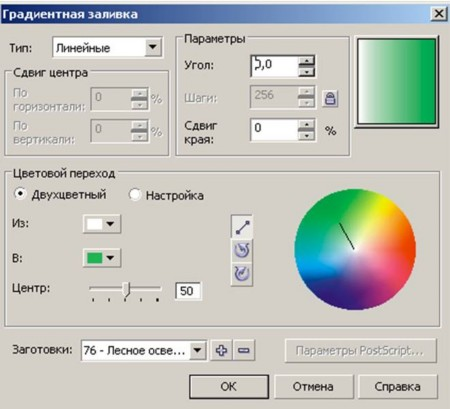 Градиентная заливка
Тип: Линейные
Сдвиг центра
По горизонтали: 0 %
По вертикали: 0 %
Параметры
Угол: 0,0
Шаги: 256
Сдвиг края: 0 %
Цветовой переход
Двухцветный Настройка
Из:
В:
Центр: 50
Заготовки: 76 - Лесное осве...
Параметры PostScript...
OK Отмена Справка